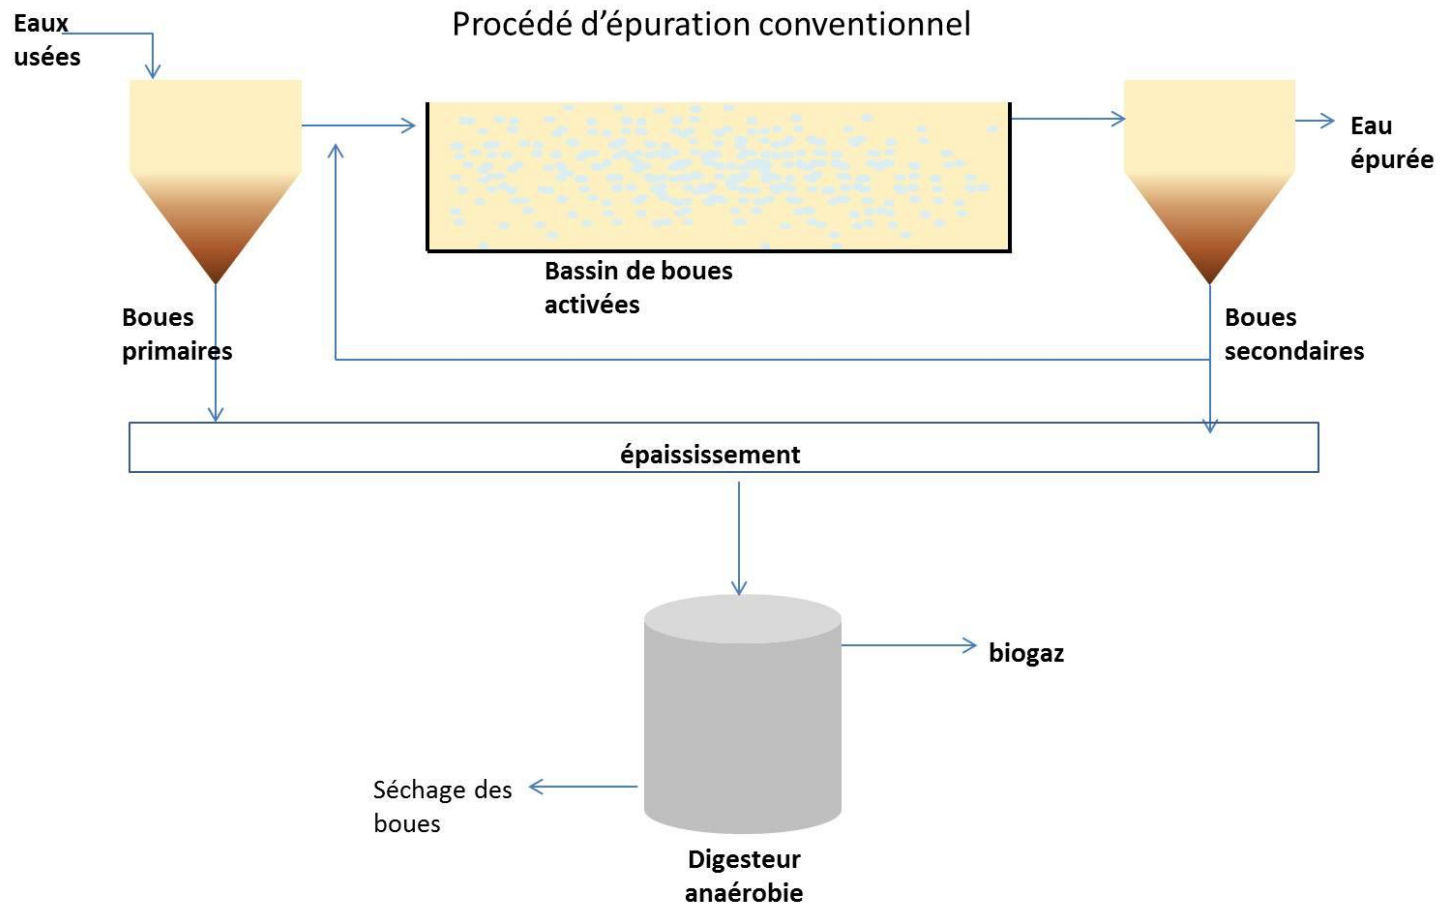 Procédé d’épuration conventionnel
Eaux
usées
Eau
épurée
Bassin de boues
activées
Boues
primaires
Boues
secondaires
épaississement
biogaz
Séchage des
boues
Digesteur
anaérobie